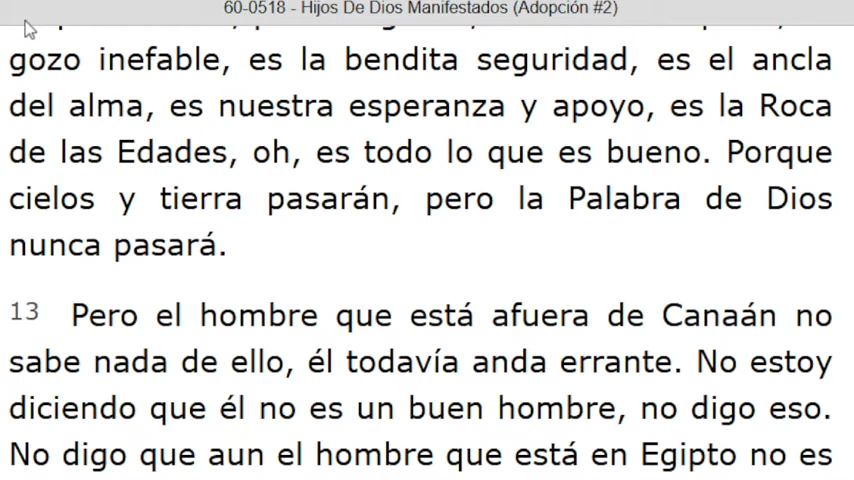 60-0518 - Hijos De Dios Manifestados (Adopción #2)
gozo inefable, es la bendita seguridad, es el ancla
del alma, es nuestra esperanza y apoyo, es la Roca
de las Edades, oh, es todo lo que es bueno. Porque
cielos y tierra pasarán, pero la Palabra de Dios
nunca pasará.
13 Pero el hombre que está afuera de Canaán no
sabe nada de ello, él todavía anda errante. No estoy
diciendo que él no es un buen hombre, no digo eso.
No digo que aun el hombre que está en Egipto no es